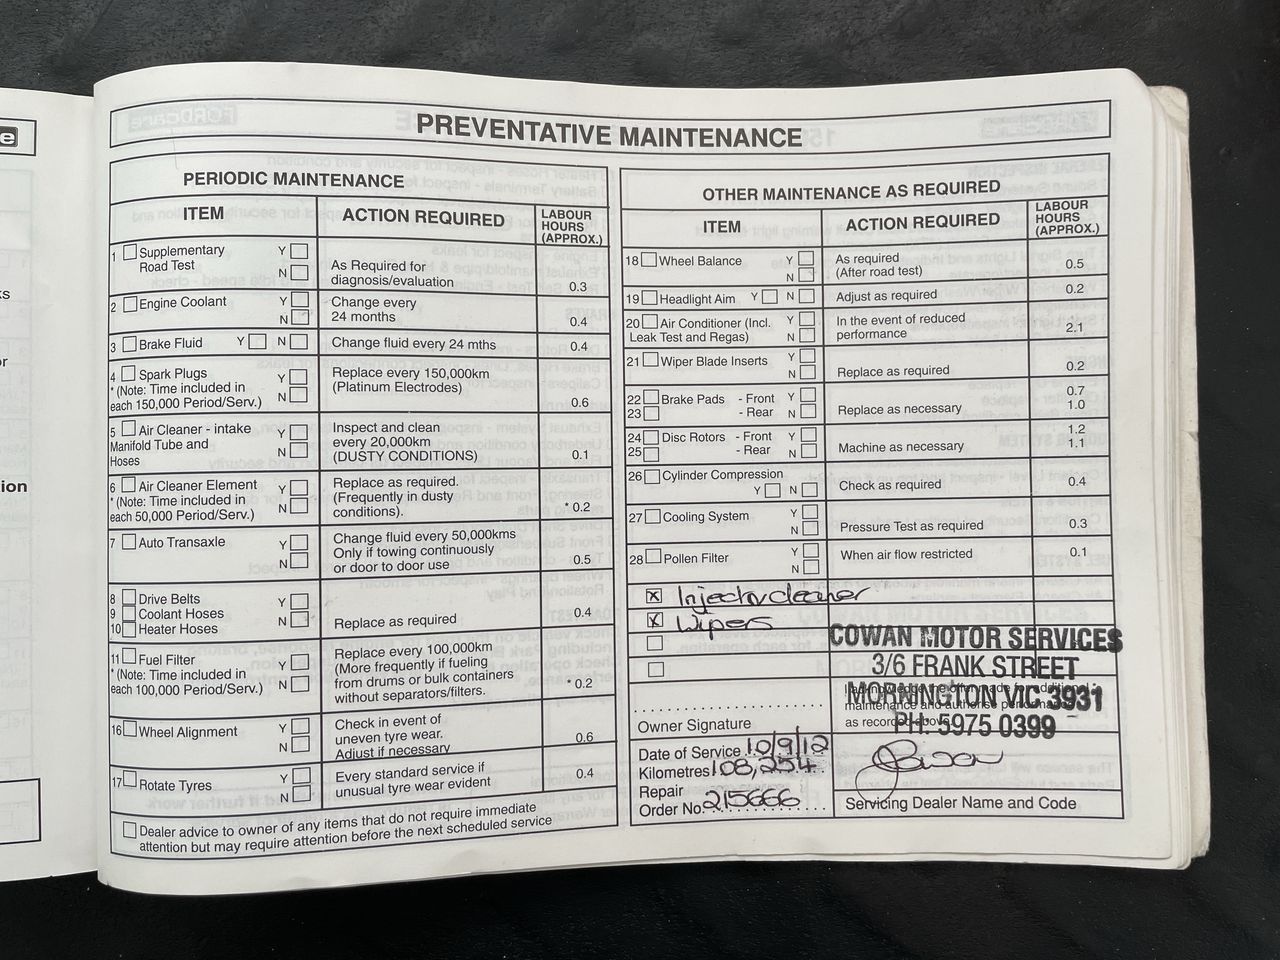 e
ks
or
tion
PREVENTATIVE MAINTENANCE
PERIODIC MAINTENANCE
ITEM ACTION REQUIRED LABOUR HOURS (APPROX.)
1 Supplementary Y
Road Test N
As Required for
diagnosis/evaluation 0.3
2 Engine Coolant Y
N
Change every
24 months 0.4
3 Brake Fluid Y N Change fluid every 24 mths 0.4
4 Spark Plugs Y
* (Note: Time included in N
each 150,000 Period/Serv.)
Replace every 150,000km
(Platinum Electrodes)
0.6
5 Air Cleaner - intake Y
Manifold Tube and N
Hoses
Inspect and clean
every 20,000km
(DUSTY CONDITIONS) 0.1
6 Air Cleaner Element Y
* (Note: Time included in N
each 50,000 Period/Serv.)
Replace as required.
(Frequently in dusty
conditions). * 0.2
7 Auto Transaxle Y
N
Change fluid every 50,000kms
Only if towing continuously
or door to door use 0.5
8 Drive Belts Y
9 Coolant Hoses
10 Heater Hoses N
Replace as required 0.4
11 Fuel Filter Y
* (Note: Time included in
each 100,000 Period/Serv.) N
Replace every 100,000km
(More frequently if fueling
from drums or bulk containers
without separators/filters. * 0.2
16 Wheel Alignment Y
N
Check in event of
uneven tyre wear.
Adjust if necessary 0.6
17 Rotate Tyres Y
N
Every standard service if
unusual tyre wear evident 0.4
Dealer advice to owner of any items that do not require immediate
attention but may require attention before the next scheduled service
OTHER MAINTENANCE AS REQUIRED
ITEM ACTION REQUIRED LABOUR HOURS (APPROX.)
18 Wheel Balance Y
N
As required
(After road test) 0.5
19 Headlight Aim Y N Adjust as required 0.2
20 Air Conditioner (Incl. Y
Leak Test and Regas) N
In the event of reduced
performance 2.1
21 Wiper Blade Inserts Y
N
Replace as required 0.2
22 Brake Pads - Front Y
23 - Rear N
Replace as necessary
0.7
1.0
24 Disc Rotors - Front Y
25 - Rear N
Machine as necessary
1.2
1.1
26 Cylinder Compression
Y N
Check as required 0.4
27 Cooling System Y
N
Pressure Test as required 0.3
28 Pollen Filter Y
N
When air flow restricted 0.1
x Injector cleaner
x Wipers
COWAN MOTOR SERVICES
3/6 FRANK STREET
MORNINGTON VIC 3931
PH: 5975 0399
I acknowledge the offer made for additional
maintenance and authorise performance
as recorded above
Owner Signature
Date of Service 10/9/12
Kilometres 108,254
Repair
Order No. 215666
Servicing Dealer Name and Code